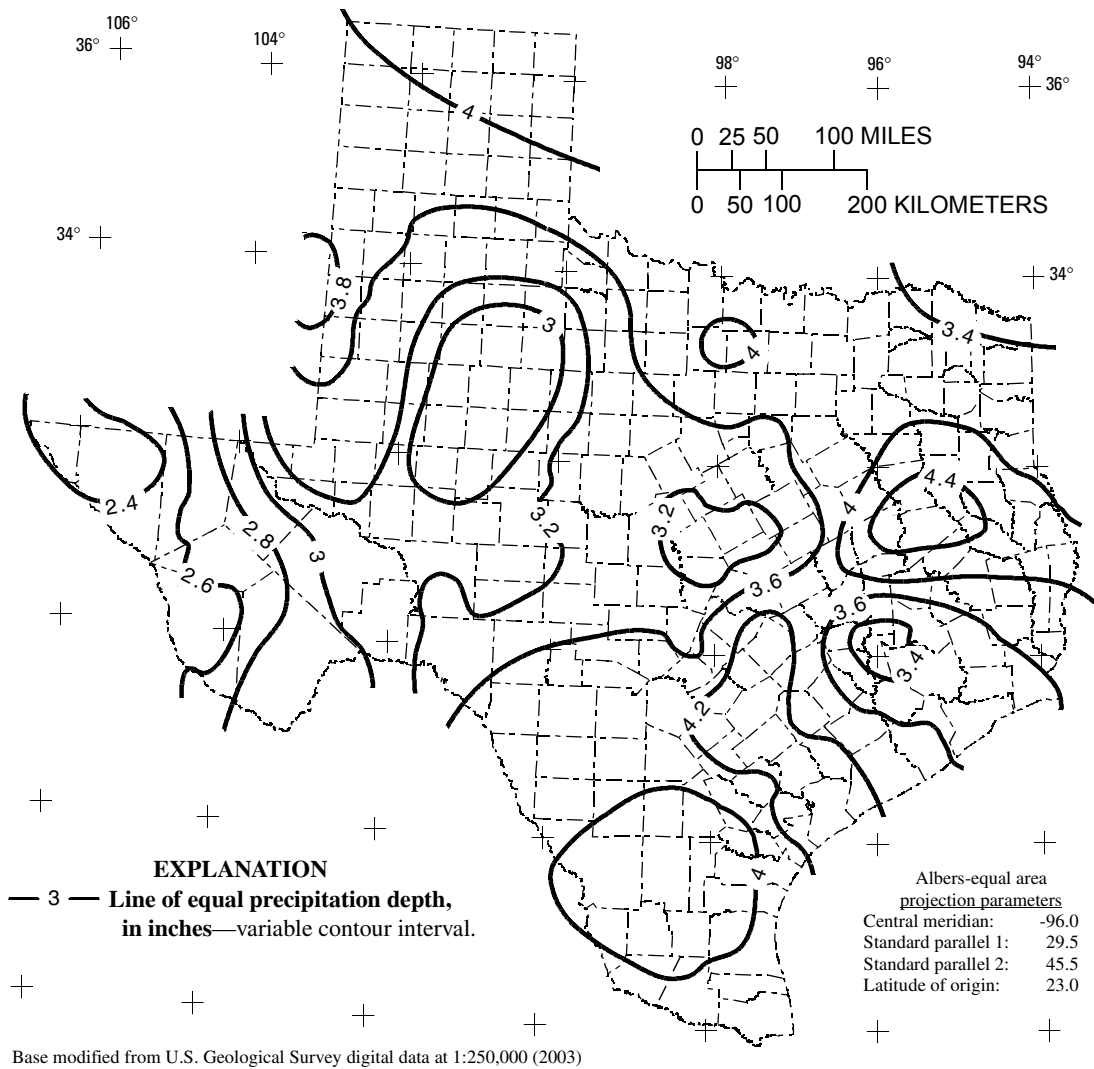 106°
36°
104°
98°
96°
94°
36°
4
0 25 50 100 MILES
0 50 100 200 KILOMETERS
34°
34°
3.8
3
4
3.4
2.4
2.8
3
3.2
3.2
4
4.4
2.6
3.6
3.6
3.4
4.2
4
EXPLANATION
3 Line of equal precipitation depth,
in inches—variable contour interval.
Albers-equal area
projection parameters
Central meridian: -96.0
Standard parallel 1: 29.5
Standard parallel 2: 45.5
Latitude of origin: 23.0
Base modified from U.S. Geological Survey digital data at 1:250,000 (2003)